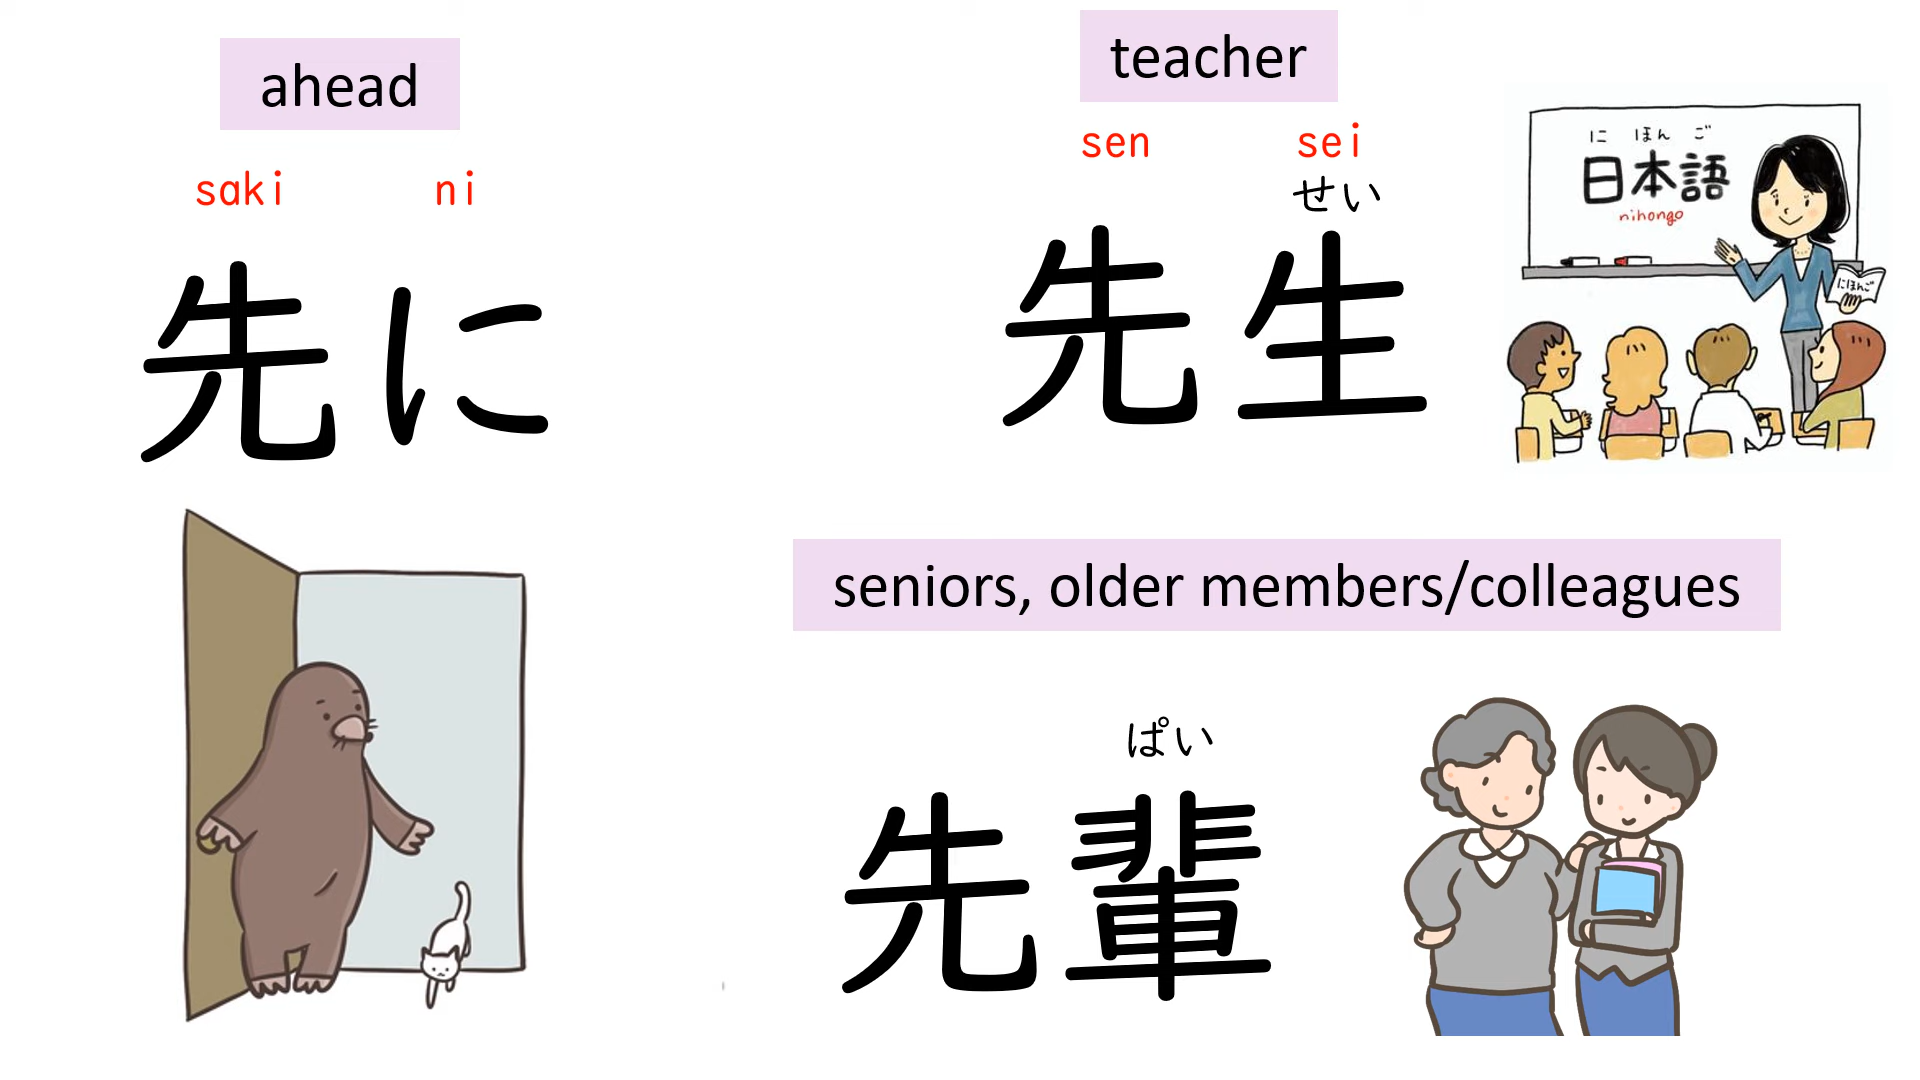 ahead
saki ni
先に
teacher
sen sei
せい
先生
に ほん ご
日本語
nihongo
にほんご
seniors, older members/colleagues
ぱい
先輩